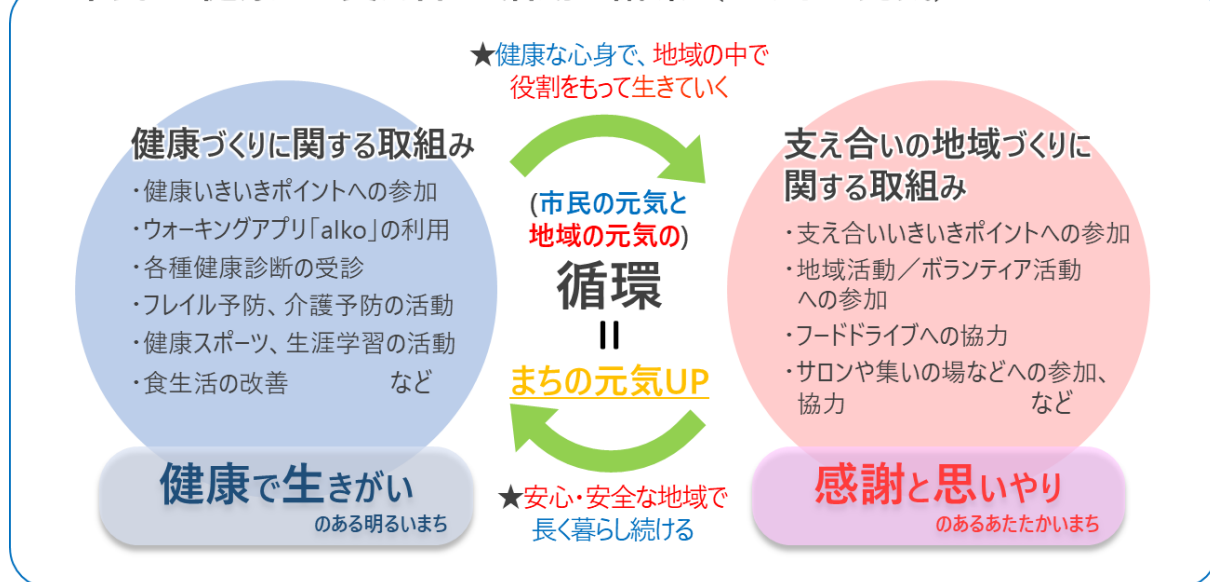 ★健康な心身で、地域の中で
役割をもって生きていく
健康づくりに関する取組み
・健康いきいきポイントへの参加
・ウォーキングアプリ「alko」の利用
・各種健康診断の受診
・フレイル予防、介護予防の活動
・健康スポーツ、生涯学習の活動
・食生活の改善 など
健康で生きがい
のある明るいまち
(市民の元気と
地域の元気の)
循環
=
まちの元気UP
★安心・安全な地域で
長く暮らし続ける
支え合いの地域づくりに
関する取組み
・支え合いいきいきポイントへの参加
・地域活動／ボランティア活動
への参加
・フードドライブへの協力
・サロンや集いの場などへの参加、
協力 など
感謝と思いやり
のあるあたたかいまち